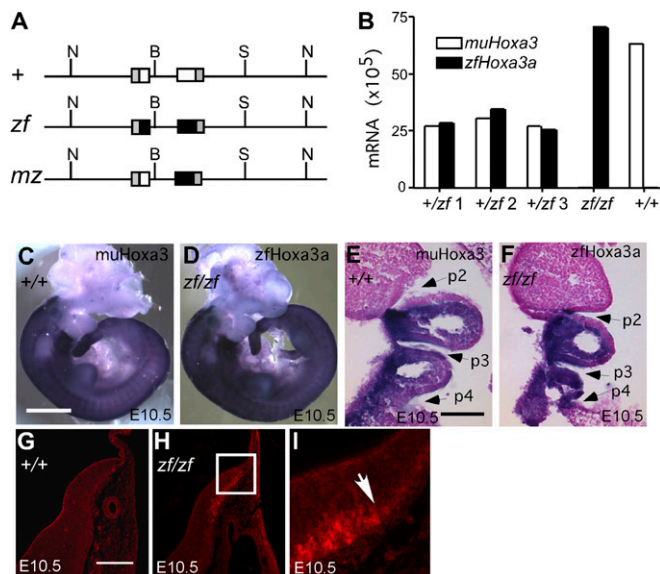 A
N B S N
+
zf
N B S N
mz
N B S N
B
mRNA (x10⁵)
75
50
25
0
muHoxa3
zfHoxa3a
+/zf 1 +/zf 2 +/zf 3 zf/zf +/+
C muHoxa3
+/+
E10.5
D zfHoxa3a
zf/zf
E10.5
E muHoxa3
+/+
p2
p3
p4
E10.5
F zfHoxa3a
zf/zf
p2
p3
p4
E10.5
G
+/+
E10.5
H
zf/zf
E10.5
I
E10.5